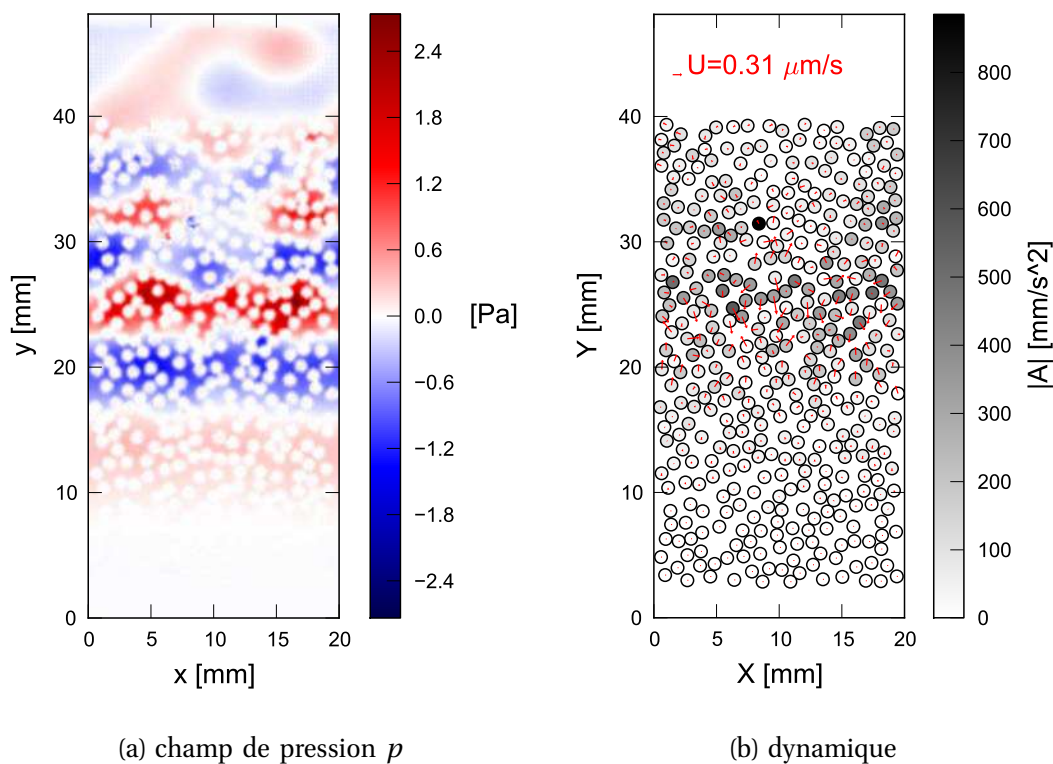 2.4
1.8
1.2
0.6
0.0
−0.6
−1.2
−1.8
−2.4
[Pa]
40
30
20
10
0
y [mm]
0 5 10 15 20
x [mm]
(a) champ de pression p
U=0.31 μm/s
40
30
20
10
0
Y [mm]
0 5 10 15 20
X [mm]
800
700
600
500
400
300
200
100
0
|A| [mm/s^2]
(b) dynamique